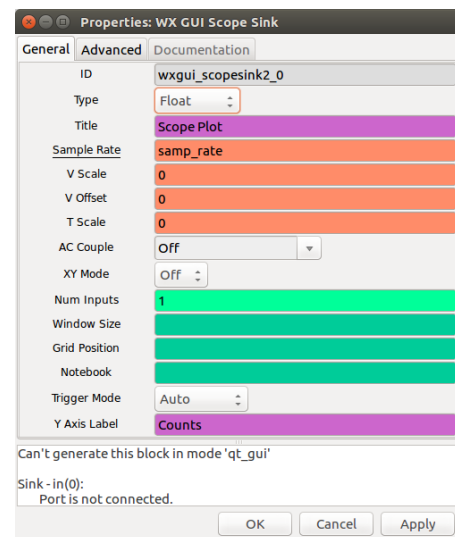 Properties: WX GUI Scope Sink
General Advanced Documentation
ID wxgui_scopesink2_0
Type Float
Title Scope Plot
Sample Rate samp_rate
V Scale 0
V Offset 0
T Scale 0
AC Couple Off
XY Mode Off
Num Inputs 1
Window Size
Grid Position
Notebook
Trigger Mode Auto
Y Axis Label Counts
Can't generate this block in mode 'qt_gui'
Sink - in(0):
Port is not connected.
OK Cancel Apply